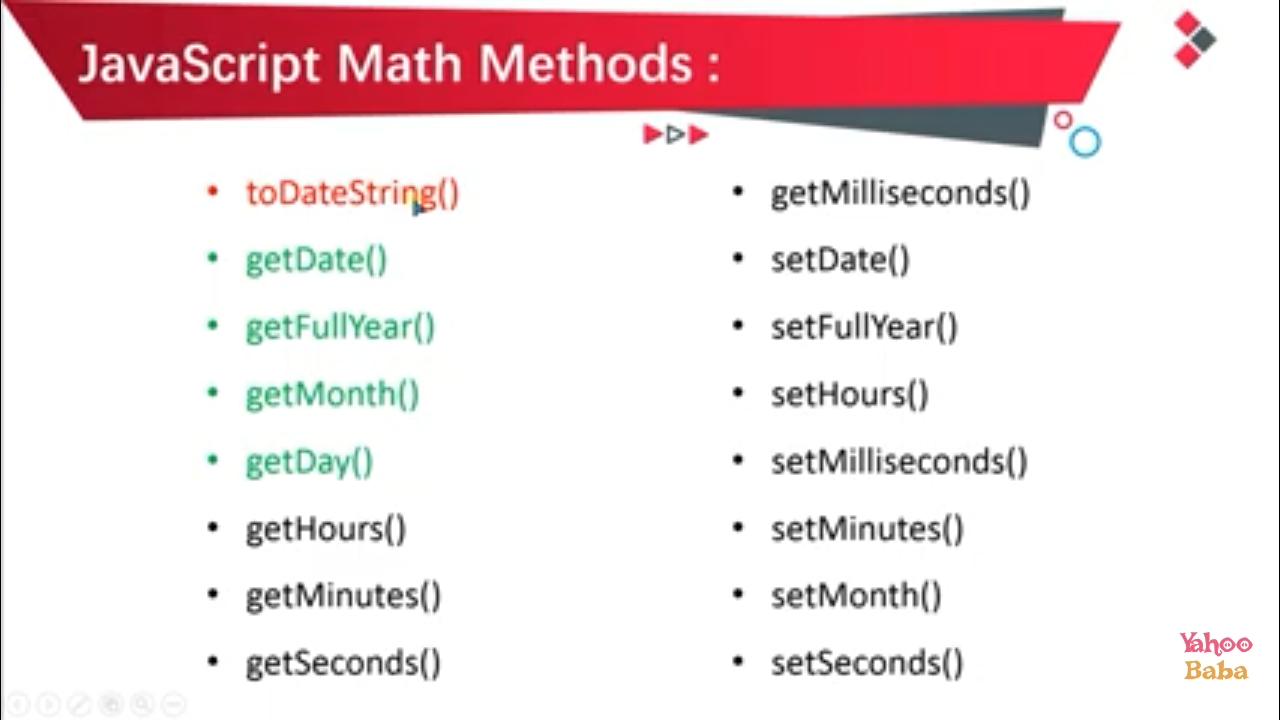 JavaScript Math Methods :
• toDateString()
• getDate()
• getFullYear()
• getMonth()
• getDay()
• getHours()
• getMinutes()
• getSeconds()
• getMilliseconds()
• setDate()
• setFullYear()
• setHours()
• setMilliseconds()
• setMinutes()
• setMonth()
• setSeconds()
Yahoo
Baba